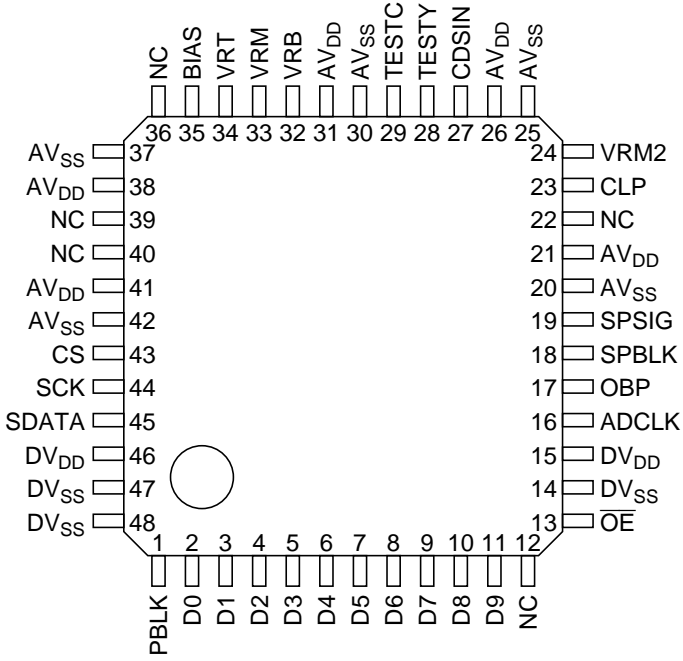 NC BIAS VRT VRM VRB AVDD AVSS TESTC TESTY CDSIN AVDD AVSS
36 35 34 33 32 31 30 29 28 27 26 25
AVSS 37 24 VRM2
AVDD 38 23 CLP
NC 39 22 NC
NC 40 21 AVDD
AVDD 41 20 AVSS
AVSS 42 19 SPSIG
CS 43 18 SPBLK
SCK 44 17 OBP
SDATA 45 16 ADCLK
DVDD 46 15 DVDD
DVSS 47 14 DVSS
DVSS 48 13 O̅E̅
1 2 3 4 5 6 7 8 9 10 11 12
PBLK D0 D1 D2 D3 D4 D5 D6 D7 D8 D9 NC